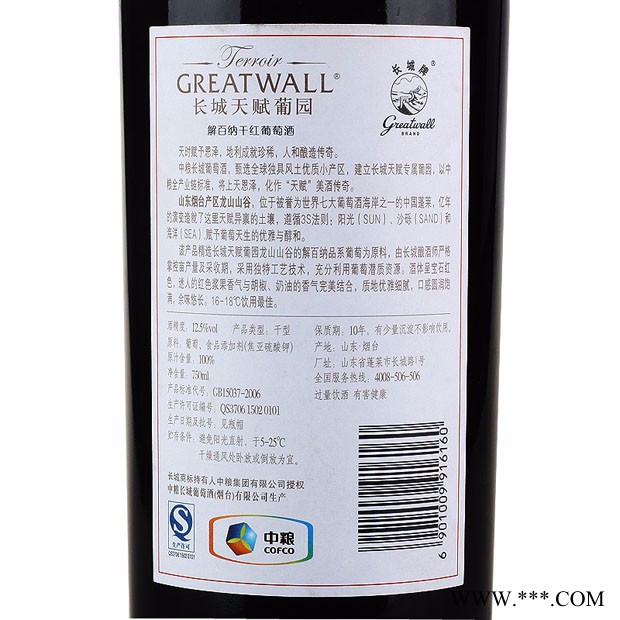 Terroir
GREATWALL®
长城天赋葡园
解百纳干红葡萄酒
长城牌®
Greatwall
BRAND
天时赋予恩泽，地利成就珍稀，人和酿造传奇。
中粮长城葡萄酒，甄选全球独具风土优质小产区，建立长城天赋专属葡园，以中
粮全产业链标准，将上天恩泽，化作“天赋”美酒传奇。
山东烟台产区龙山山谷，位于被誉为世界七大葡萄酒海岸之一的中国蓬莱，亿年
的演变造就了这里天赋异禀的土壤，遵循3S法则：阳光（SUN）、沙砾（SAND）和
海洋（SEA），赋予葡萄天生的优雅与醇和。
该产品精选长城天赋葡园龙山山谷的解百纳品系葡萄为原料，由长城酿酒师严格
掌控亩产量及采收期，采用独特工艺技术，充分利用葡萄潜质资源。酒体呈宝石红
色，迷人的红色浆果香气与胡椒、奶油的香气完美结合，质地优雅细腻，口感圆润饱
满，余味悠长。16-18℃饮用最佳。
酒精度：12.5%vol 产品类型：干型
原料：葡萄、食品添加剂(焦亚硫酸钾)
原汁含量：100%
净含量：750ml
产品标准代号：GB15037-2006
生产许可证编号：QS3706 1502 0101
生产日期及批号：见瓶帽
贮存条件：避免阳光直射，于5-25℃
干燥通风处卧放或倒放为宜。
保质期：10年，有少量沉淀不影响饮用。
产地：山东·烟台
厂址：山东省蓬莱市长城路1号
全国服务热线：4008-506-506
过量饮酒 有害健康
长城商标持有人中粮集团有限公司授权
中粮长城葡萄酒(烟台)有限公司生产
QS
生产许可
QS3706 1502 0101
中粮
COFCO
6901009916160
WWW.***.COM